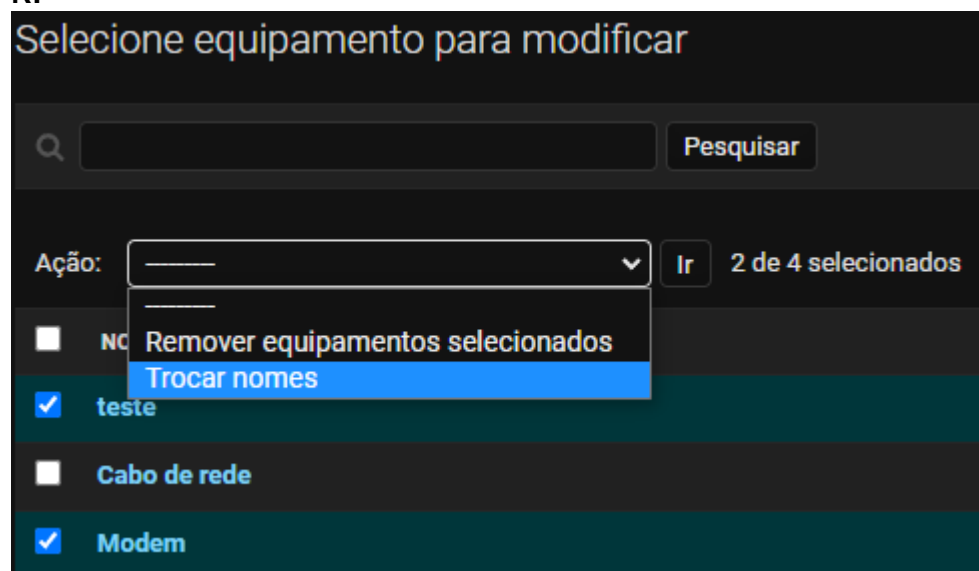 Selecione equipamento para modificar
Pesquisar
Ação: --------- Ir 2 de 4 selecionados
---------
Remover equipamentos selecionados
Trocar nomes
teste
Cabo de rede
Modem